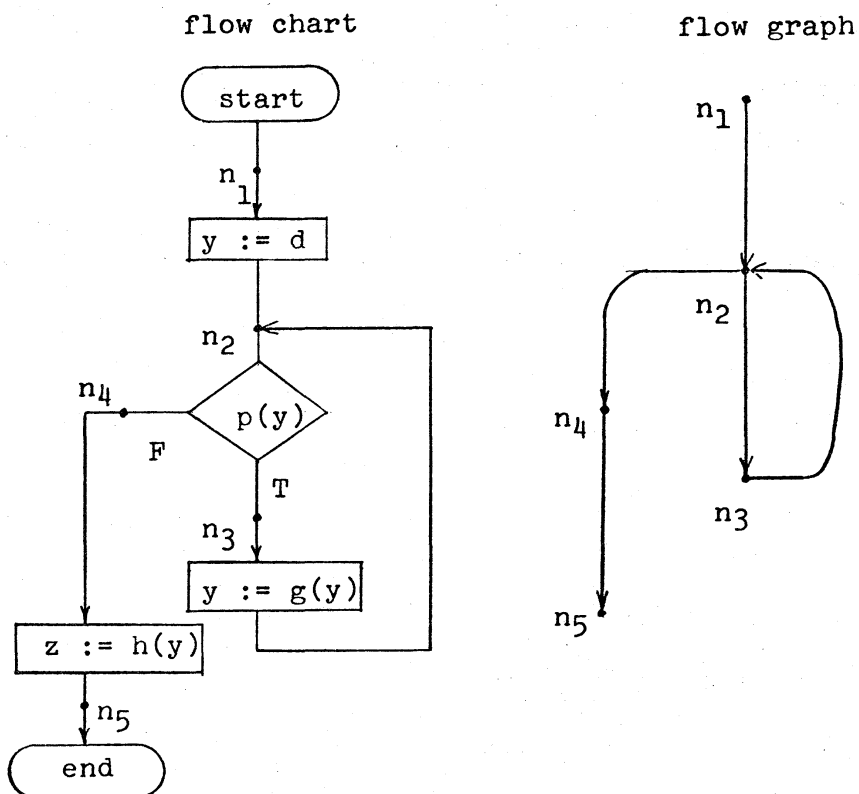 flow chart
flow graph
start
n1
y := d
n2
n4
p(y)
F
T
n3
y := g(y)
z := h(y)
n5
end
n1
n2
n4
n3
n5